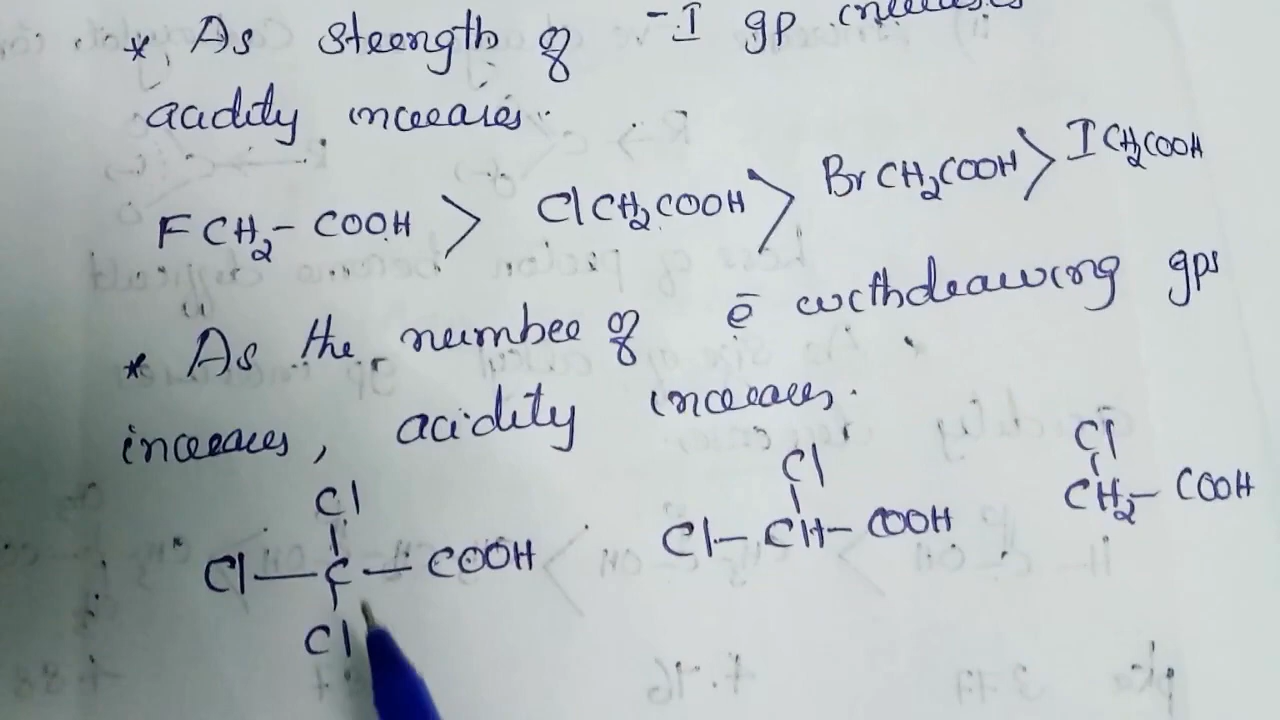 * As strength of -I gp increases
acidity increases.
FCH2- COOH > ClCH2COOH > BrCH2COOH > ICH2COOH
* As the number of ē withdrawing gps
increases, acidity increases.
Cl Cl Cl
Cl—C—COOH Cl—CH—COOH CH2—COOH
Cl